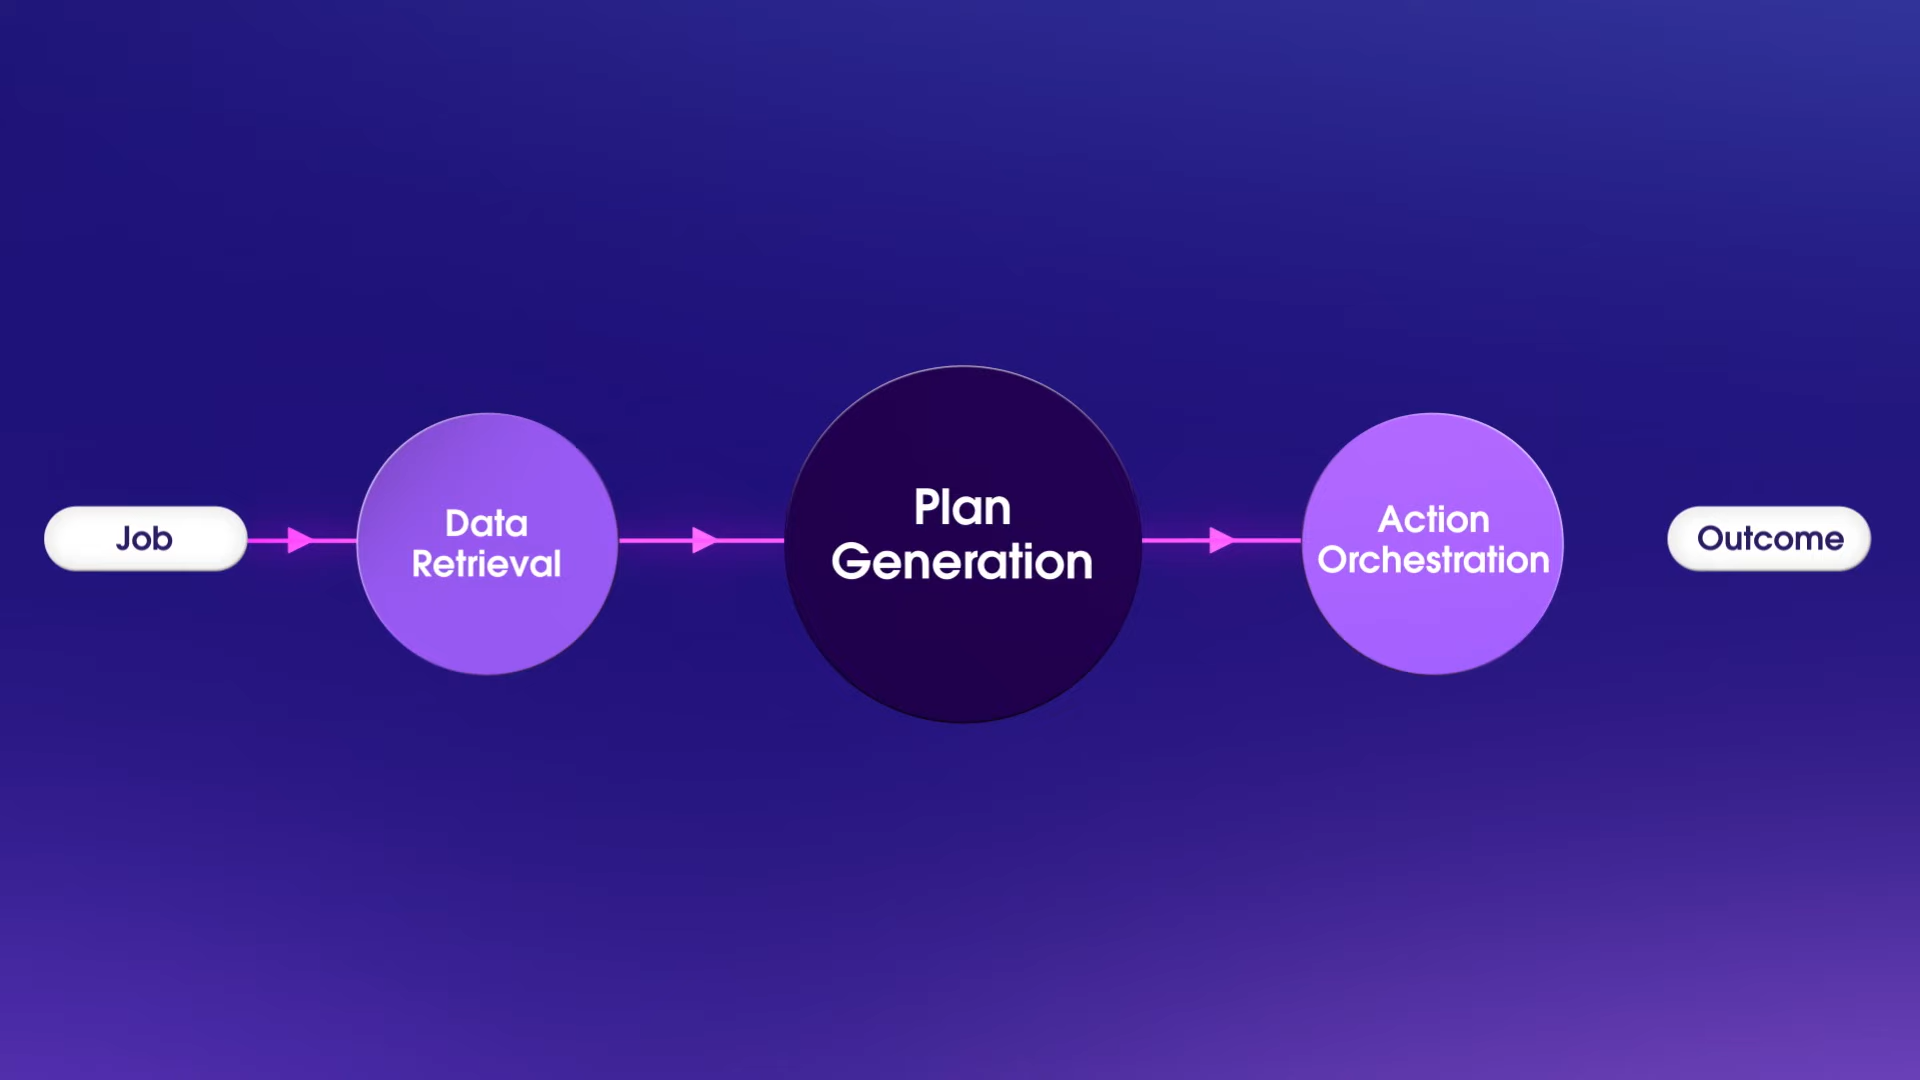 Job
Data
Retrieval
Plan
Generation
Action
Orchestration
Outcome